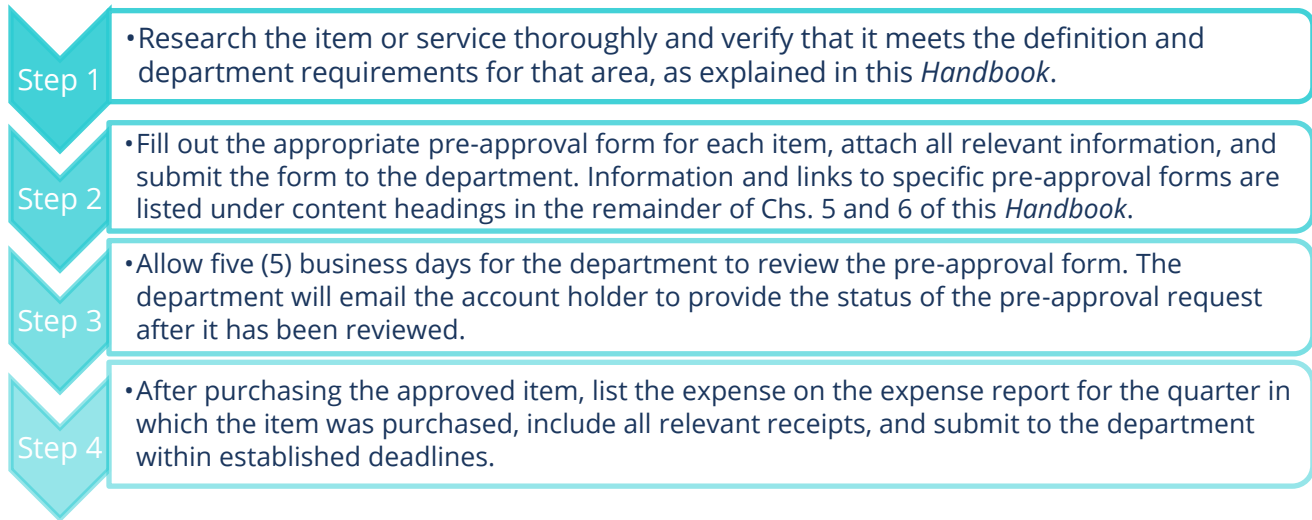 Step 1
•Research the item or service thoroughly and verify that it meets the definition and
department requirements for that area, as explained in this Handbook.
Step 2
•Fill out the appropriate pre-approval form for each item, attach all relevant information, and
submit the form to the department. Information and links to specific pre-approval forms are
listed under content headings in the remainder of Chs. 5 and 6 of this Handbook.
Step 3
•Allow five (5) business days for the department to review the pre-approval form. The
department will email the account holder to provide the status of the pre-approval request
after it has been reviewed.
Step 4
•After purchasing the approved item, list the expense on the expense report for the quarter in
which the item was purchased, include all relevant receipts, and submit to the department
within established deadlines.